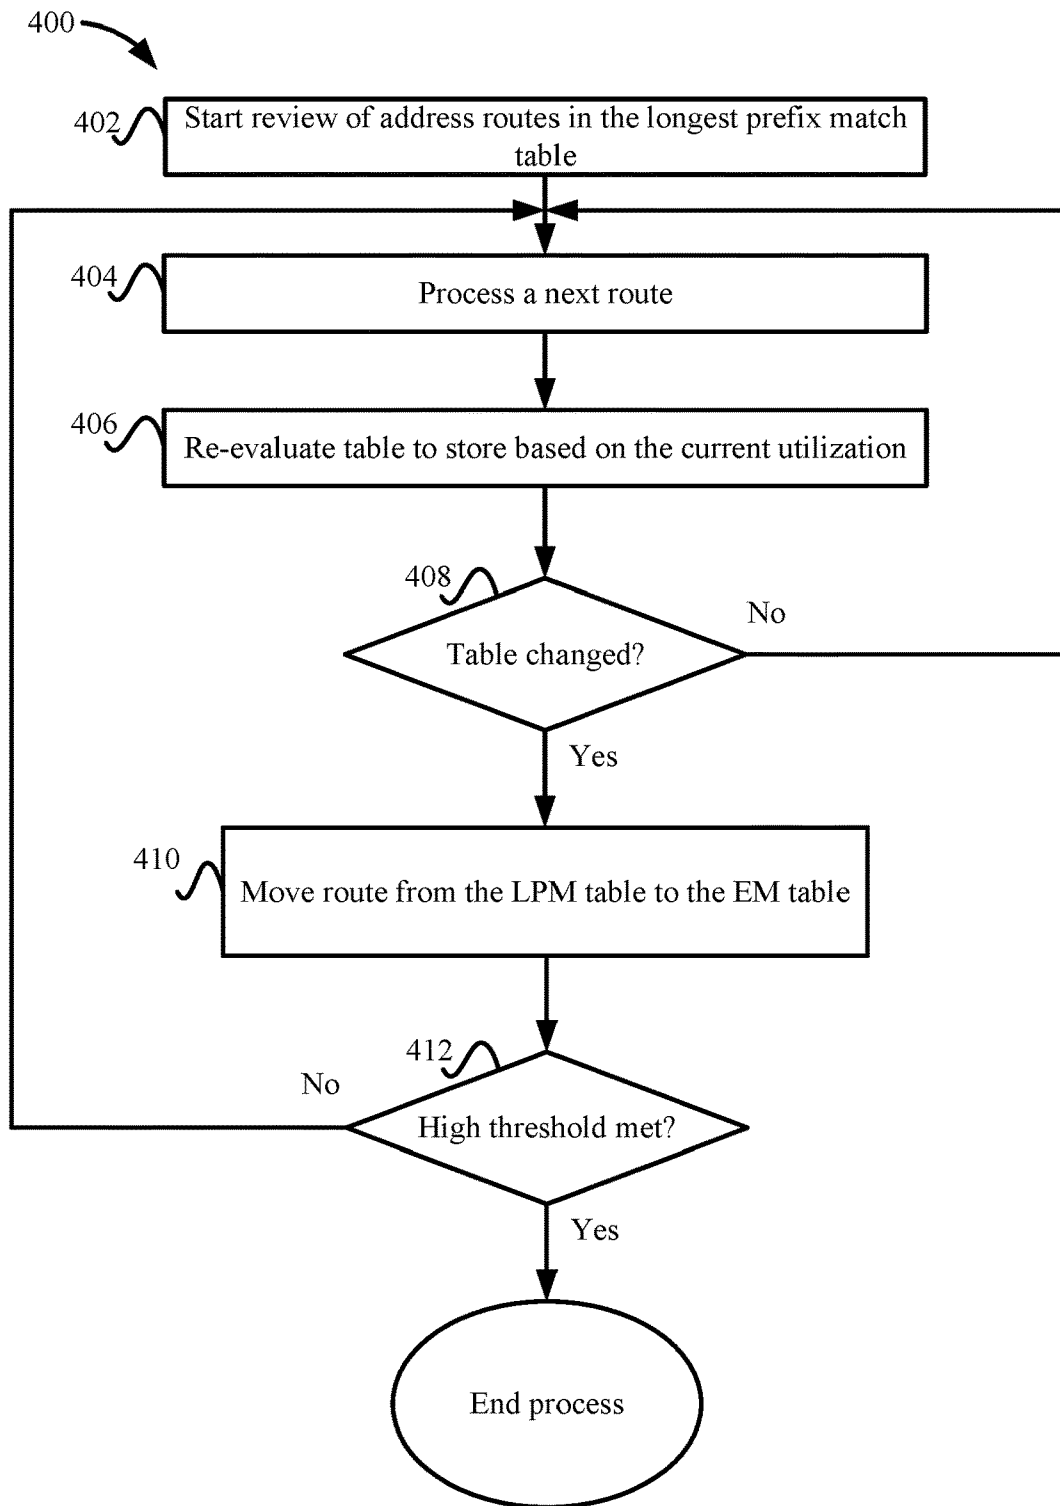 400
402
Start review of address routes in the longest prefix match
table
404
Process a next route
406
Re-evaluate table to store based on the current utilization
408
Table changed?
No
Yes
410
Move route from the LPM table to the EM table
412
No
High threshold met?
Yes
End process